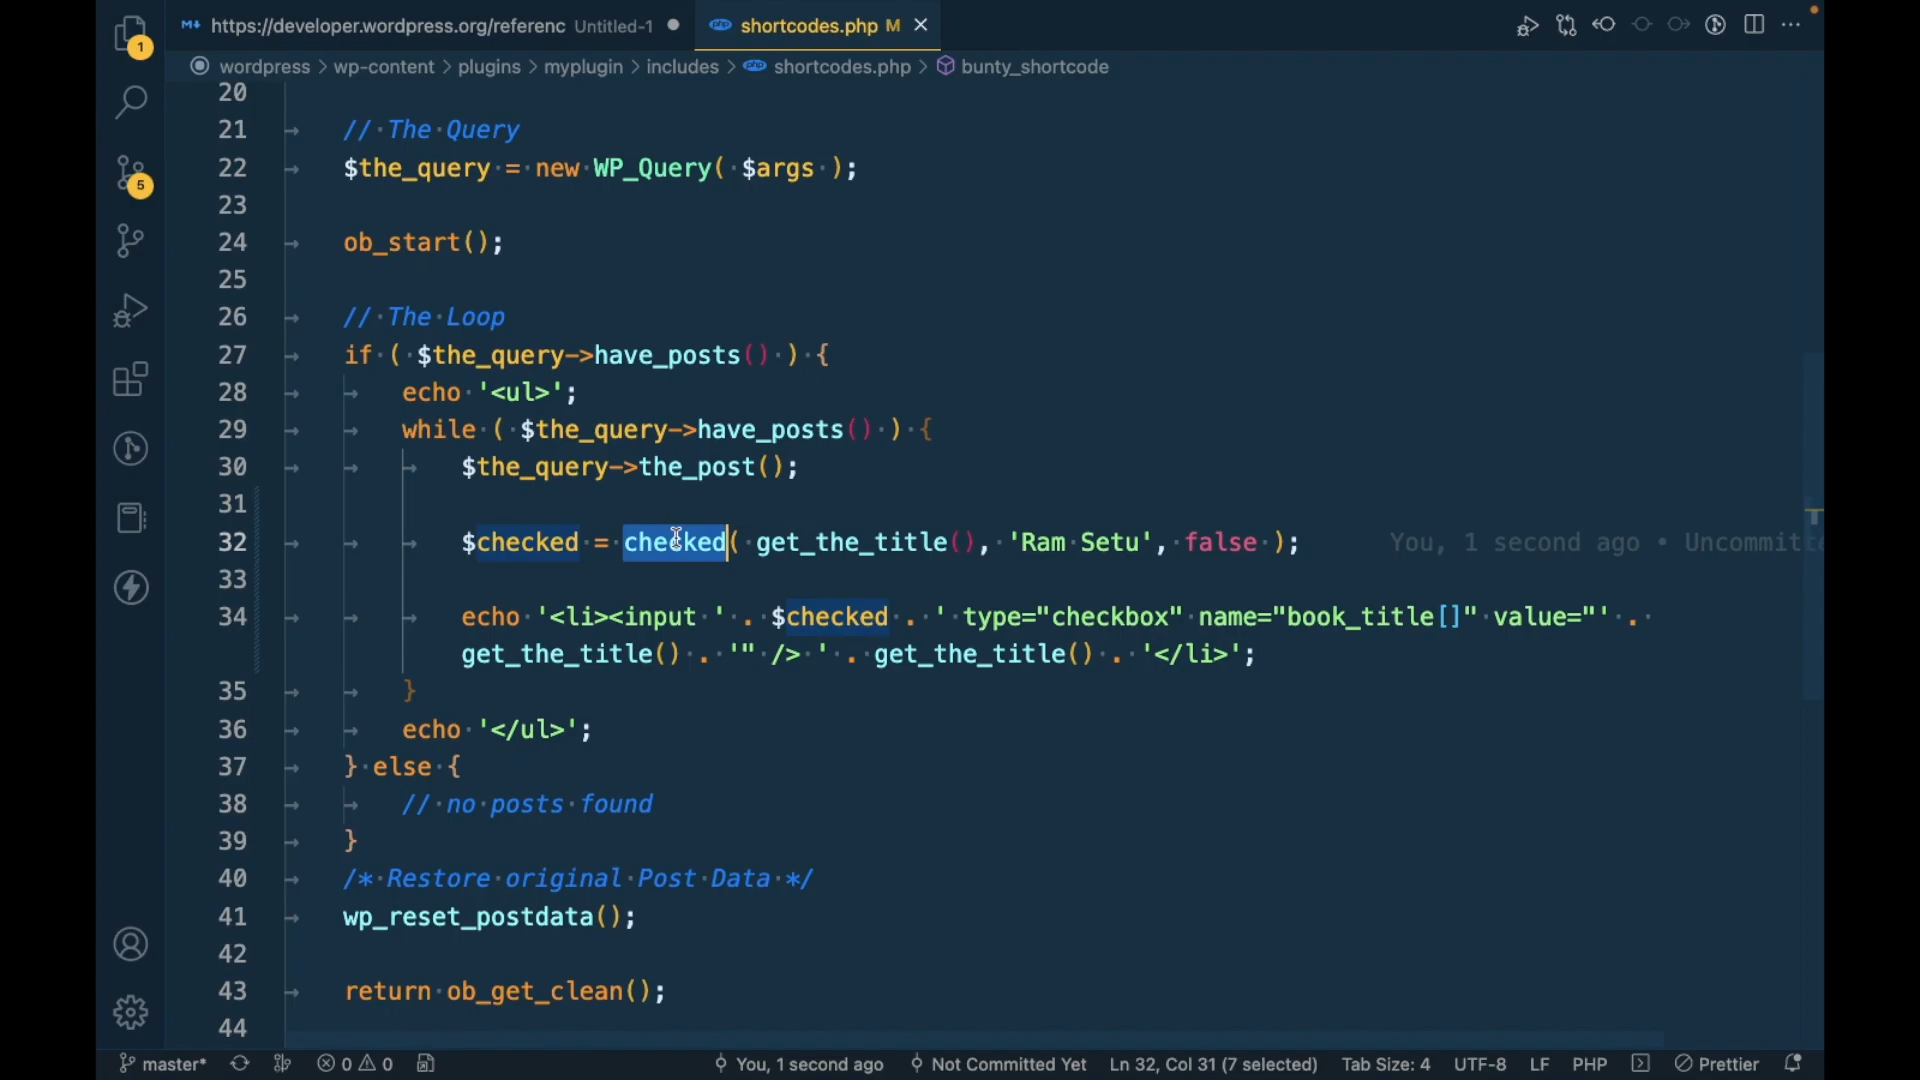 https://developer.wordpress.org/referenc Untitled-1
php shortcodes.php M
wordpress > wp-content > plugins > myplugin > includes > php shortcodes.php > bunty_shortcode
1
5
20
21 // The Query
22 $the_query = new WP_Query( $args );
23
24 ob_start();
25
26 // The Loop
27 if ( $the_query->have_posts() ) {
28 echo '<ul>';
29 while ( $the_query->have_posts() ) {
30 $the_query->the_post();
31
32 $checked = checked( get_the_title(), 'Ram Setu', false ); You, 1 second ago • Uncommitte
33
34 echo '<li><input ' . $checked . ' type="checkbox" name="book_title[]" value="' .
get_the_title() . '" /> ' . get_the_title() . '</li>';
35 }
36 echo '</ul>';
37 } else {
38 // no posts found
39 }
40 /* Restore original Post Data */
41 wp_reset_postdata();
42
43 return ob_get_clean();
44
master* 0 0 You, 1 second ago Not Committed Yet Ln 32, Col 31 (7 selected) Tab Size: 4 UTF-8 LF PHP Prettier